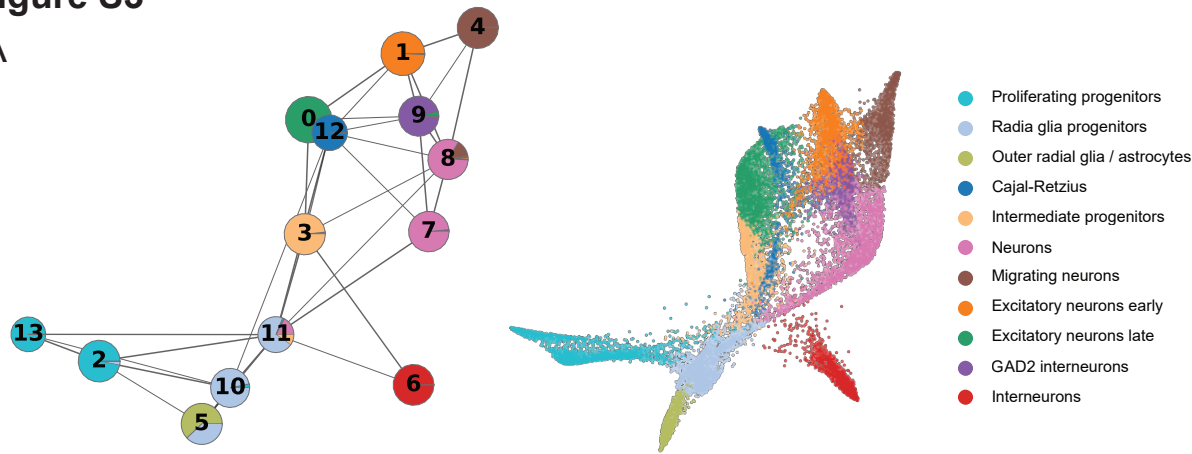 A
4
1
0
12
9
8
3
7
13
11
2
10
6
5
Proliferating progenitors
Radia glia progenitors
Outer radial glia / astrocytes
Cajal-Retzius
Intermediate progenitors
Neurons
Migrating neurons
Excitatory neurons early
Excitatory neurons late
GAD2 interneurons
Interneurons